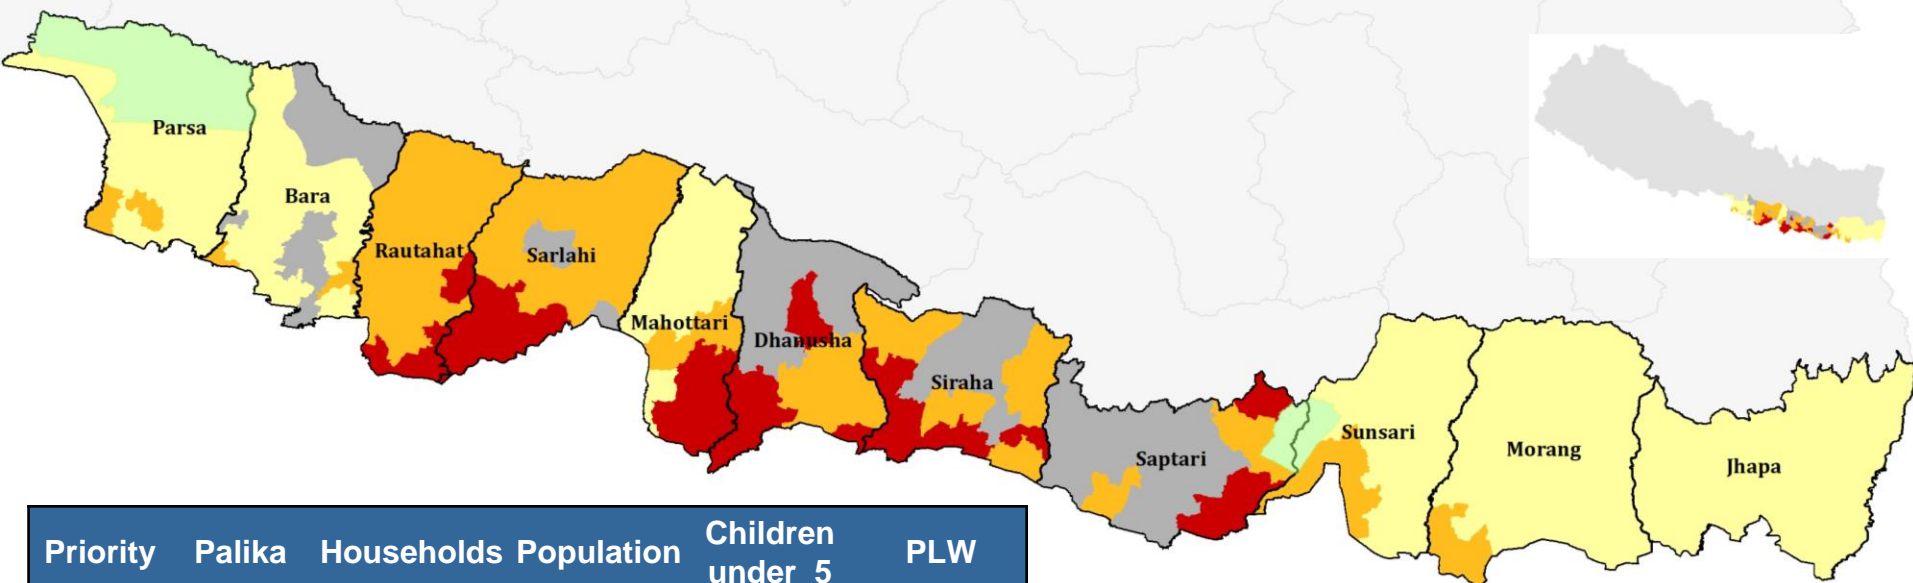 Parsa
Bara
Rautahat
Sarlahi
Mahottari
Dhanusha
Siraha
Saptari
Sunsari
Morang
Jhapa
Priority Palika Households Population Children under 5 PLW